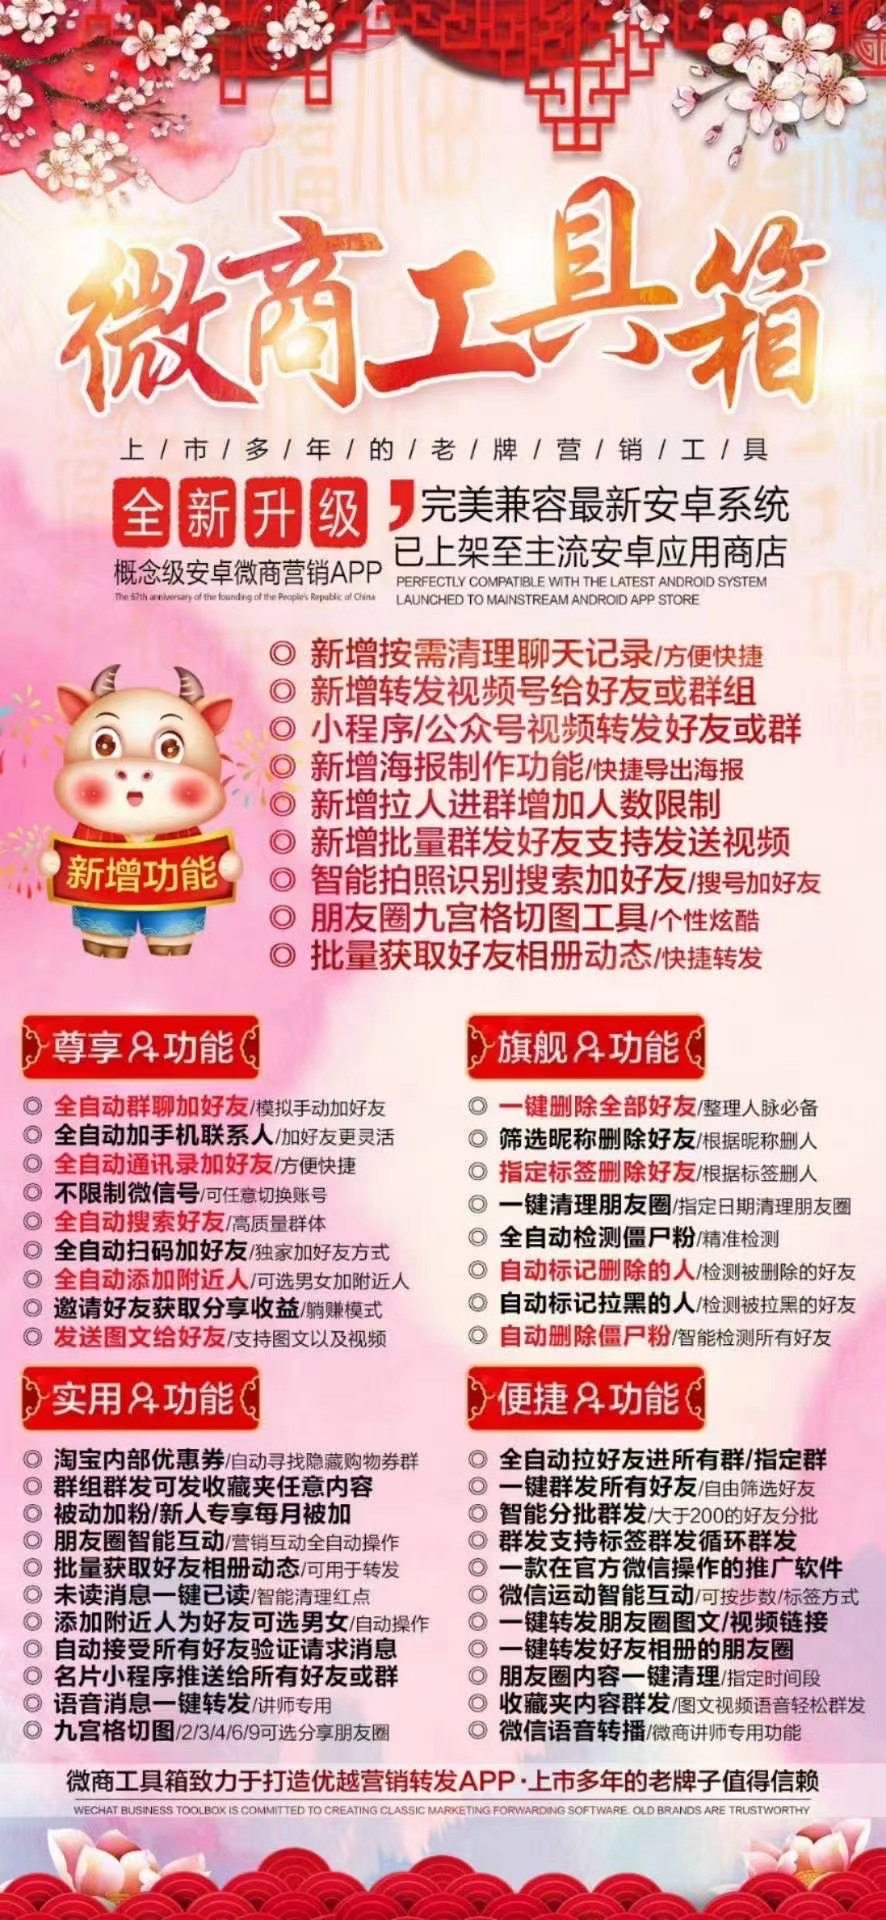 微商工具箱
上/市/多/年/的/老/牌/营/销/工/具
全新升级
概念级安卓微商营销APP
The 67th anniversary of the founding of the People's Republic of China
,完美兼容最新安卓系统
已上架至主流安卓应用商店
PERFECTLY COMPATIBLE WITH THE LATEST ANDROID SYSTEM
LAUNCHED TO MAINSTREAM ANDROID APP STORE
新增功能
◎ 新增按需清理聊天记录/方便快捷
◎ 新增转发视频号给好友或群组
◎ 小程序/公众号视频转发好友或群
◎ 新增海报制作功能/快捷导出海报
◎ 新增拉人进群增加人数限制
◎ 新增批量群发好友支持发送视频
◎ 智能拍照识别搜索加好友/搜号加好友
◎ 朋友圈九宫格切图工具/个性炫酷
◎ 批量获取好友相册动态/快捷转发
尊享功能
◎ 全自动群聊加好友/模拟手动加好友
◎ 全自动加手机联系人/加好友更灵活
◎ 全自动通讯录加好友/方便快捷
◎ 不限制微信号/可任意切换账号
◎ 全自动搜索好友/高质量群体
◎ 全自动扫码加好友/独家加好友方式
◎ 全自动添加附近人/可选男女加附近人
◎ 邀请好友获取分享收益/躺赚模式
◎ 发送图文给好友/支持图文以及视频
旗舰功能
◎ 一键删除全部好友/整理人脉必备
◎ 筛选昵称删除好友/根据昵称删人
◎ 指定标签删除好友/根据标签删人
◎ 一键清理朋友圈/指定日期清理朋友圈
◎ 全自动检测僵尸粉/精准检测
◎ 自动标记删除的人/检测被删除的好友
◎ 自动标记拉黑的人/检测被拉黑的好友
◎ 自动删除僵尸粉/智能检测所有好友
实用功能
◎ 淘宝内部优惠券/自动寻找隐藏购物券群
◎ 群组群发可发收藏夹任意内容
◎ 被动加粉/新人专享每月被加
◎ 朋友圈智能互动/营销互动全自动操作
◎ 批量获取好友相册动态/可用于转发
◎ 未读消息一键已读/智能清理红点
◎ 添加附近人为好友可选男女/自动操作
◎ 自动接受所有好友验证请求消息
◎ 名片小程序推送给所有好友或群
◎ 语音消息一键转发/讲师专用
◎ 九宫格切图/2/3/4/6/9可选分享朋友圈
便捷功能
◎ 全自动拉好友进所有群/指定群
◎ 一键群发所有好友/自由筛选好友
◎ 智能分批群发/大于200的好友分批
◎ 群发支持标签群发循环群发
◎ 一款在官方微信操作的推广软件
◎ 微信运动智能互动/可按步数/标签方式
◎ 一键转发朋友圈图文/视频链接
◎ 一键转发好友相册的朋友圈
◎ 朋友圈内容一键清理/指定时间段
◎ 收藏夹内容群发/图文视频语音轻松群发
◎ 微信语音转播/微商讲师专用功能
微商工具箱致力于打造优越营销转发APP·上市多年的老牌子值得信赖
WECHAT BUSINESS TOOLBOX IS COMMITTED TO CREATING CLASSIC MARKETING FORWARDING SOFTWARE. OLD BRANDS ARE TRUSTWORTHY